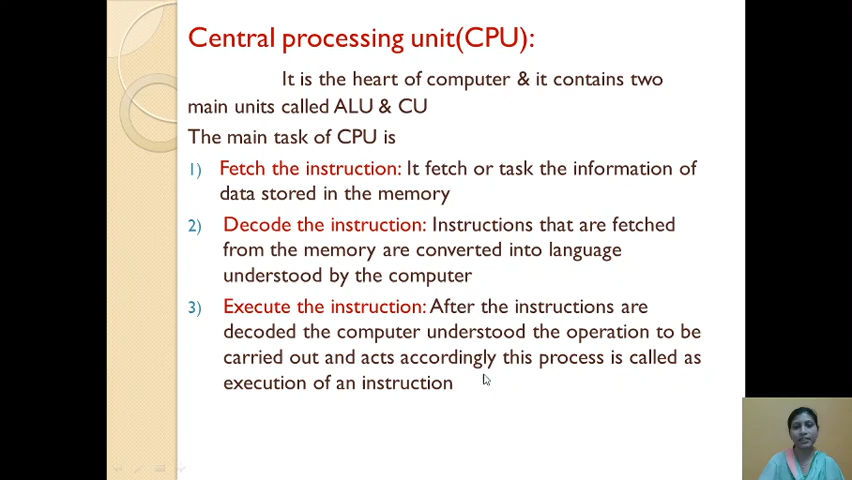 Central processing unit(CPU):
It is the heart of computer & it contains two
main units called ALU & CU
The main task of CPU is
1) Fetch the instruction: It fetch or task the information of
data stored in the memory
2) Decode the instruction: Instructions that are fetched
from the memory are converted into language
understood by the computer
3) Execute the instruction: After the instructions are
decoded the computer understood the operation to be
carried out and acts accordingly this process is called as
execution of an instruction